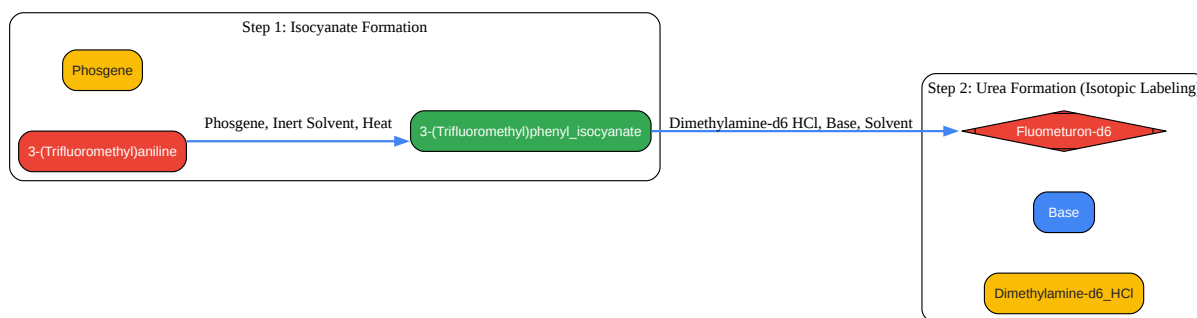 Step 1: Isocyanate Formation
Phosgene
3-(Trifluoromethyl)aniline
Phosgene, Inert Solvent, Heat
3-(Trifluoromethyl)phenyl_isocyanate
Dimethylamine-d6 HCl, Base, Solvent
Step 2: Urea Formation (Isotopic Labeling)
Fluometuron-d6
Base
Dimethylamine-d6_HCl